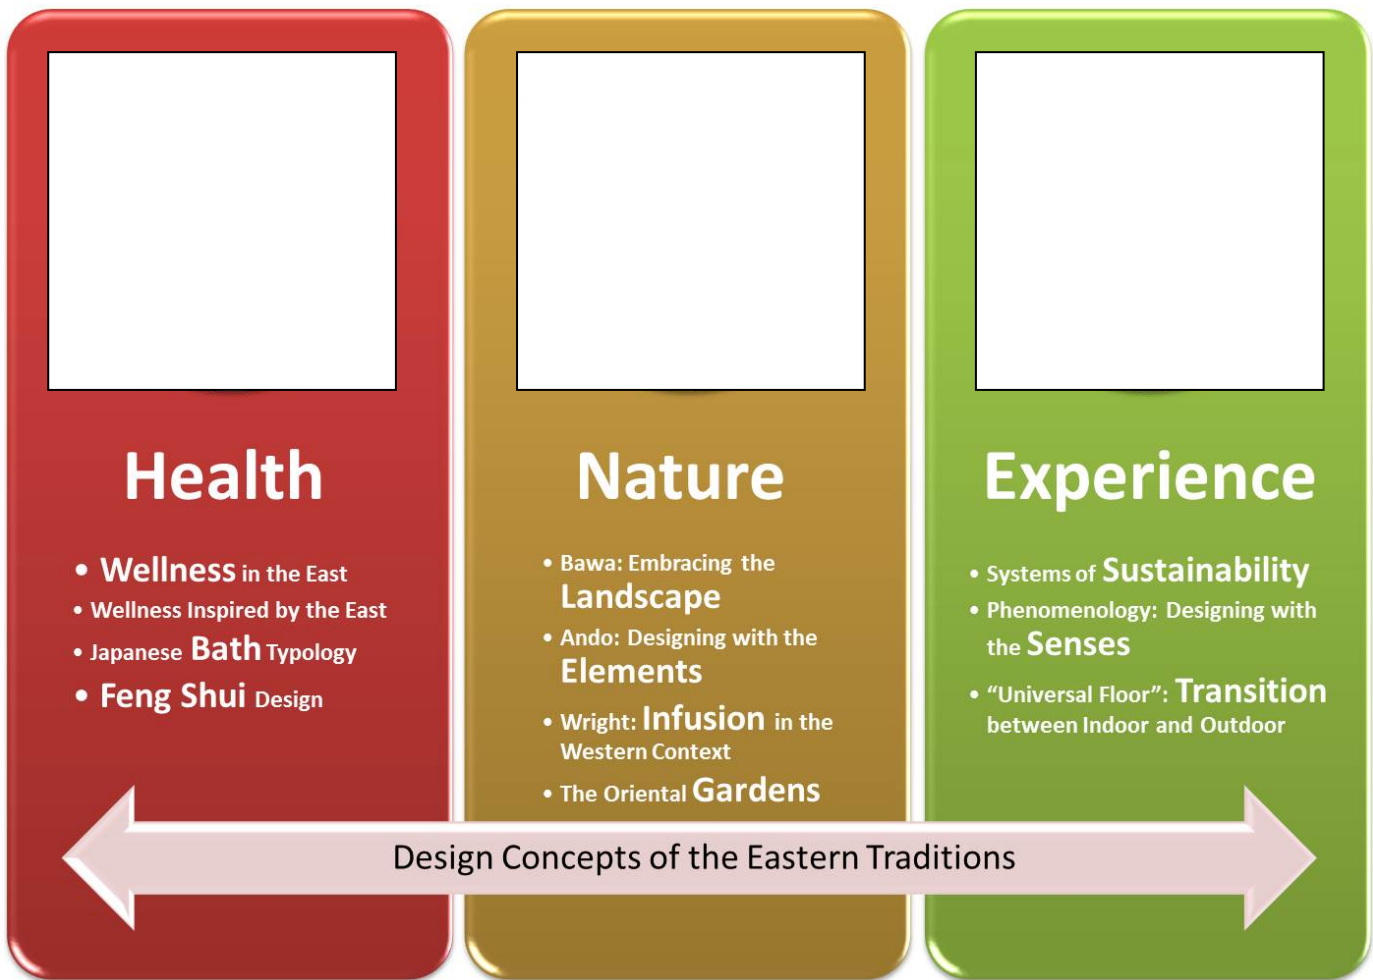 Health
• Wellness in the East
• Wellness Inspired by the East
• Japanese Bath Typology
• Feng Shui Design
Nature
• Bawa: Embracing the
Landscape
• Ando: Designing with the
Elements
• Wright: Infusion in the
Western Context
• The Oriental Gardens
Experience
• Systems of Sustainability
• Phenomenology: Designing with
the Senses
• “Universal Floor”: Transition
between Indoor and Outdoor
Design Concepts of the Eastern Traditions